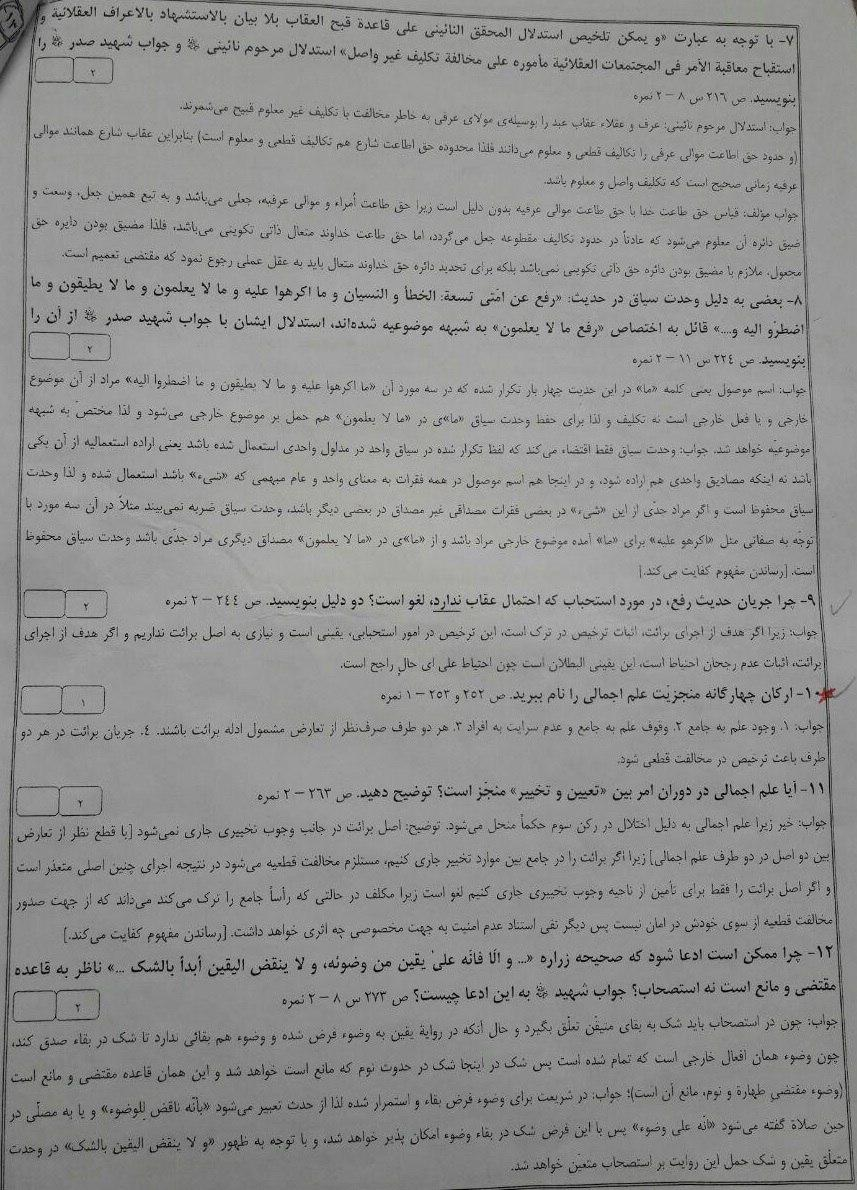 ۷- با توجه به عبارت «و یمکن تلخیص استدلال المحقق النائینی علی قاعدة قبح العقاب بلا بیان بالاستشهاد بالاعراف العقلائیة و
استقباح معاقبة الآمر فی المجتمعات العقلائیة مأموره علی مخالفة تکلیف غیر واصل» استدلال مرحوم نائینی و جواب شهید صدر را
بنویسید. ص ۲۱۶ س ۸ – ۲ نمره
۲
جواب: استدلال مرحوم نائینی: عرف و عقلاء عقاب عبد را بوسیله‌ی مولای عرفی به خاطر مخالفت با تکلیف غیر معلوم قبیح می‌شمرند.
(و حدود حق اطاعت موالی عرفی را تکالیف قطعی و معلوم می‌دانند فلذا محدوده حق اطاعت شارع هم تکالیف قطعی و معلوم است) بنابراین عقاب شارع همانند موالی
عرفیه زمانی صحیح است که تکلیف واصل و معلوم باشد.
جواب مؤلف: قیاس حق طاعت خدا با حق طاعت موالی عرفیه بدون دلیل است زیرا حق طاعت اُمراء و موالی عرفیه، جعلی می‌باشد و به تبع همین جعل، وسعت و
ضیق دائره آن معلوم می‌شود که عادتاً در حدود تکالیف مقطوعه جعل می‌گردد، اما حق طاعت خداوند متعال ذاتی تکوینی می‌باشد، فلذا مضیق بودن دایره حق
مجعول، ملازم با مضیق بودن دائره حق ذاتی تکوینی نمی‌باشد بلکه برای تحدید دائره حق خداوند متعال باید به عقل عملی رجوع نمود که مقتضی تعمیم است.
۸- بعضی به دلیل وحدت سیاق در حدیث: «رفع عن امّتی تسعة: الخطأ و النسیان و ما اکرهوا علیه و ما لا یعلمون و ما لا یطیقون و ما
اضطرّو الیه و....» قائل به اختصاص «رفع ما لا یعلمون» به شبهه موضوعیه شده‌اند، استدلال ایشان با جواب شهید صدر از آن را
بنویسید. ص ۲۲٤ س ۱۱ – ۲ نمره
۲
جواب: اسم موصول یعنی کلمه «ما» در این حدیث چهار بار تکرار شده که در سه مورد آن «ما اکرهوا علیه و ما لا یطیقون و ما اضطروا الیه» مراد از آن موضوع
خارجی و یا فعل خارجی است نه تکلیف و لذا برای حفظ وحدت سیاق «ما»ی در «ما لا یعلمون» هم حمل بر موضوع خارجی می‌شود و لذا مختصّ به شبهه
موضوعیّه خواهد شد. جواب: وحدت سیاق فقط اقتضاء می‌کند که لفظ تکرار شده در سیاق واحد در مدلول واحدی استعمال شده باشد یعنی اراده استعمالیه از آن یکی
باشد نه اینکه مصادیق واحدی هم اراده شود، و در اینجا هم اسم موصول در همه فقرات به معنای واحد و عام مبهمی که «شیء» باشد استعمال شده و لذا وحدت
سیاق محفوظ است و اگر مراد جدّی از این «شیء» در بعضی فقرات مصداقی غیر مصداق در بعضی دیگر باشد، وحدت سیاق ضربه نمی‌بیند مثلاً در آن سه مورد با
توجّه به صفاتی مثل «اکرهو علیه» برای «ما» آمده موضوع خارجی مراد باشد و از «ما»ی در «ما لا یعلمون» مصداق دیگری مراد جدّی باشد وحدت سیاق محفوظ
است. [رساندن مفهوم کفایت می‌کند.]
۹- چرا جریان حدیث رفع، در مورد استحباب که احتمال عقاب ندارد، لغو است؟ دو دلیل بنویسید. ص ۲٤٤ – ۲ نمره
۲
جواب: زیرا اگر هدف از اجرای برائت، اثبات ترخیص در ترک است، این ترخیص در امور استحبابی، یقینی است و نیازی به اصل برائت نداریم و اگر هدف از اجرای
برائت، اثبات عدم رجحان احتیاط است، این یقینی البطلان است چون احتیاط علی ای حالٍ راجح است.
۱۰- ارکان چهارگانه منجزیّت علم اجمالی را نام ببرید. ص ۲۵۲ و ۲۵۳ – ۱ نمره
۱
جواب: ۱. وجود علم به جامع ۲. وقوف علم به جامع و عدم سرایت به افراد ۳. هر دو طرف صرف‌نظر از تعارض مشمول ادله برائت باشند. ٤. جریان برائت در هر دو
طرف باعث ترخیص در مخالفت قطعی شود.
۱۱- آیا علم اجمالی در دوران امر بین «تعیین و تخییر» منجّز است؟ توضیح دهید. ص ۲۶۳ – ۲ نمره
۲
جواب: خیر زیرا علم اجمالی به دلیل اختلال در رکن سوم حکماً منحل می‌شود. توضیح: اصل برائت در جانب وجوب تخییری جاری نمی‌شود [با قطع نظر از تعارض
بین دو اصل در دو طرف علم اجمالی] زیرا اگر برائت را در جامع بین موارد تخییر جاری کنیم، مستلزم مخالفت قطعیه می‌شود در نتیجه اجرای چنین اصلی متعذر است
و اگر اصل برائت را فقط برای تأمین از ناحیه وجوب تخییری جاری کنیم لغو است زیرا مکلف در حالتی که رأساً جامع را ترک می‌کند می‌داند که از جهت صدور
مخالفت قطعیه از سوی خودش در امان نیست پس دیگر نفی استناد عدم امنیت به جهت مخصوصی چه اثری خواهد داشت. [رساندن مفهوم کفایت می‌کند.]
۱۲- چرا ممکن است ادعا شود که صحیحه زراره «... و الّا فانّه علیٰ یقین من وضوئه، و لا ینقض الیقین أبداً بالشک ...» ناظر به قاعده
مقتضی و مانع است نه استصحاب؟ جواب شهید به این ادعا چیست؟ ص ۲۷۳ س ۸ – ۲ نمره
۲
جواب: چون در استصحاب باید شک به بقای متیقّن تعلّق بگیرد و حال آنکه در روایة یقین به وضوء فرض شده و وضوء هم بقائی ندارد تا شک در بقاء صدق کند،
چون وضوء همان افعال خارجی است که تمام شده است پس شک در اینجا شک در حدوث نوم که مانع است خواهد شد و این همان قاعده مقتضی و مانع است
(وضوء مقتضی طهارة و نوم، مانع آن است)؛ جواب: در شریعت برای وضوء فرض بقاء و استمرار شده لذا از حدث تعبیر می‌شود «بأنّه ناقض للوضوء» و یا به مصلّی در
حین صلاة گفته می‌شود «انّه علی وضوء» پس با این فرض شک در بقاء وضوء امکان پذیر خواهد شد، و با توجه به ظهور «و لا ینقض الیقین بالشک» در وحدت
متعلّق یقین و شک حمل این روایت بر استصحاب متعیّن خواهد شد.